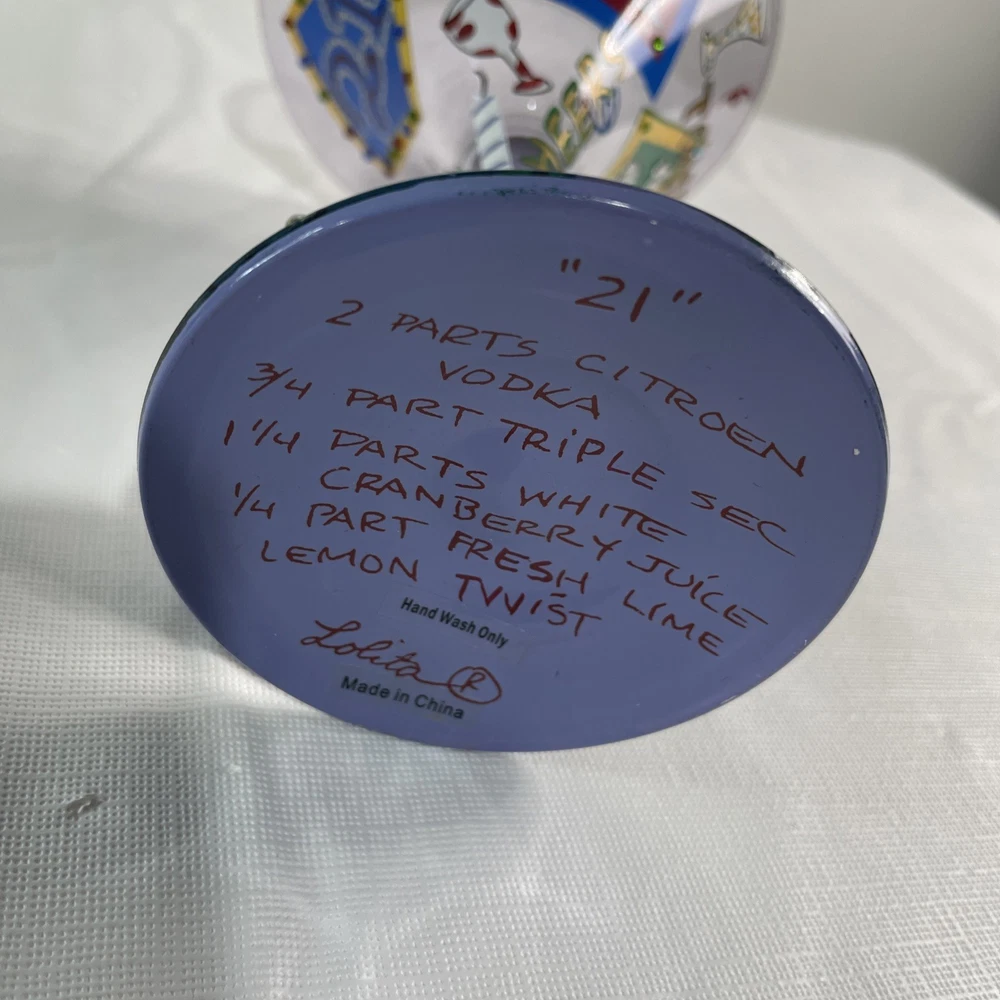 21
"21"
2 PARTS CITROEN
VODKA
3/4 PART TRIPLE SEC
1 1/4 PARTS WHITE
CRANBERRY JUICE
1/4 PART FRESH LIME
LEMON TWIST
Hand Wash Only
Lolita ®
Made in China